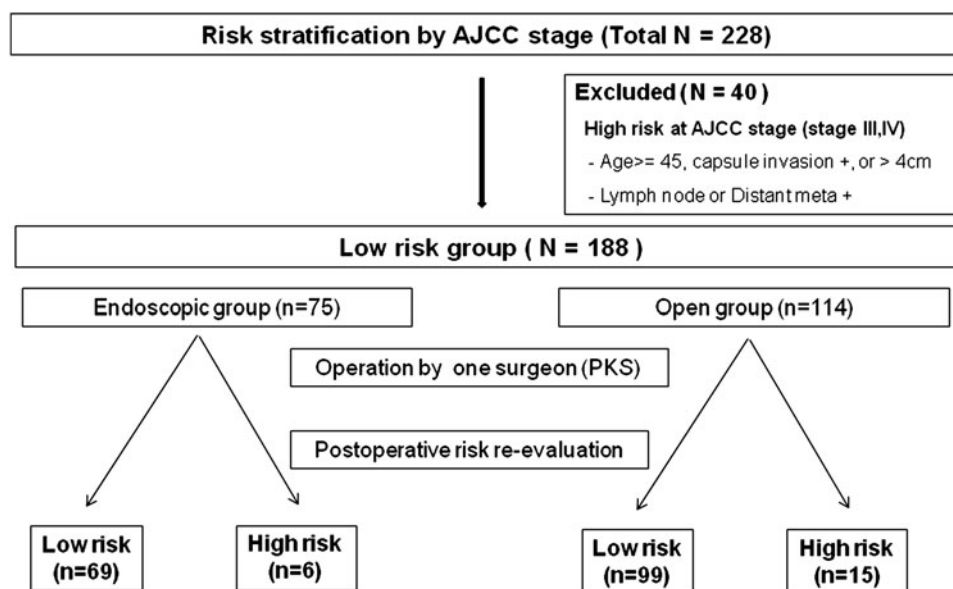 Risk stratification by AJCC stage (Total N = 228)
Excluded (N = 40)
High risk at AJCC stage (stage III,IV)
- Age>= 45, capsule invasion +, or > 4cm
- Lymph node or Distant meta +
Low risk group ( N = 188 )
Endoscopic group (n=75)
Open group (n=114)
Operation by one surgeon (PKS)
Postoperative risk re-evaluation
Low risk
(n=69)
High risk
(n=6)
Low risk
(n=99)
High risk
(n=15)